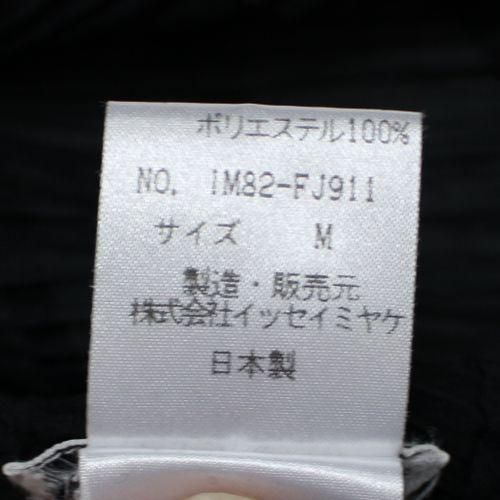 ポリエステル100%
NO. IM82-FJ911
サイズ M
製造・販売元
株式会社イッセイミヤケ
日本製